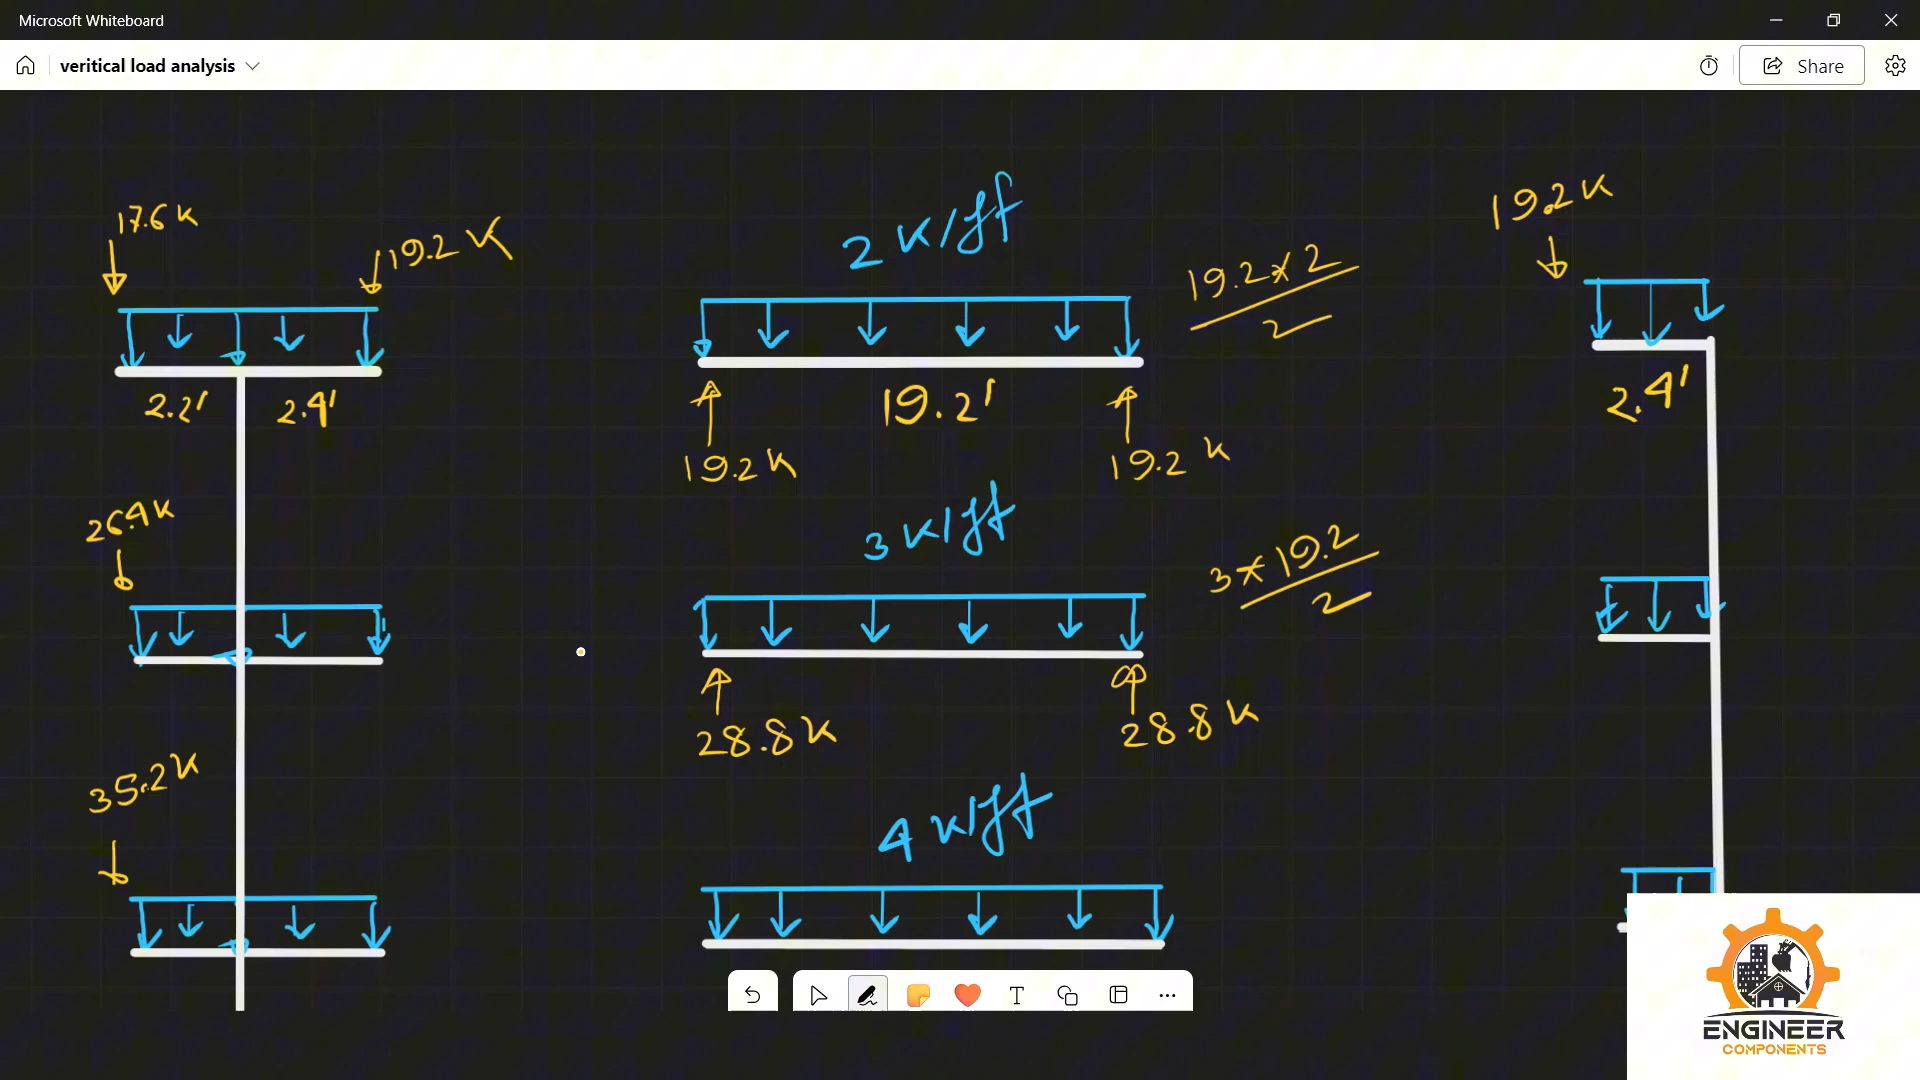 Microsoft Whiteboard
veritical load analysis
Share
17.6 K
19.2 K
2.2'
2.4'
26.4 K
35.2 K
2 K/ft
19.2 * 2
2
19.2'
19.2 K
19.2 K
3 K/ft
3 * 19.2
2
28.8 K
28.8 K
4 K/ft
19.2 K
2.4'
T
ENGINEER
COMPONENTS